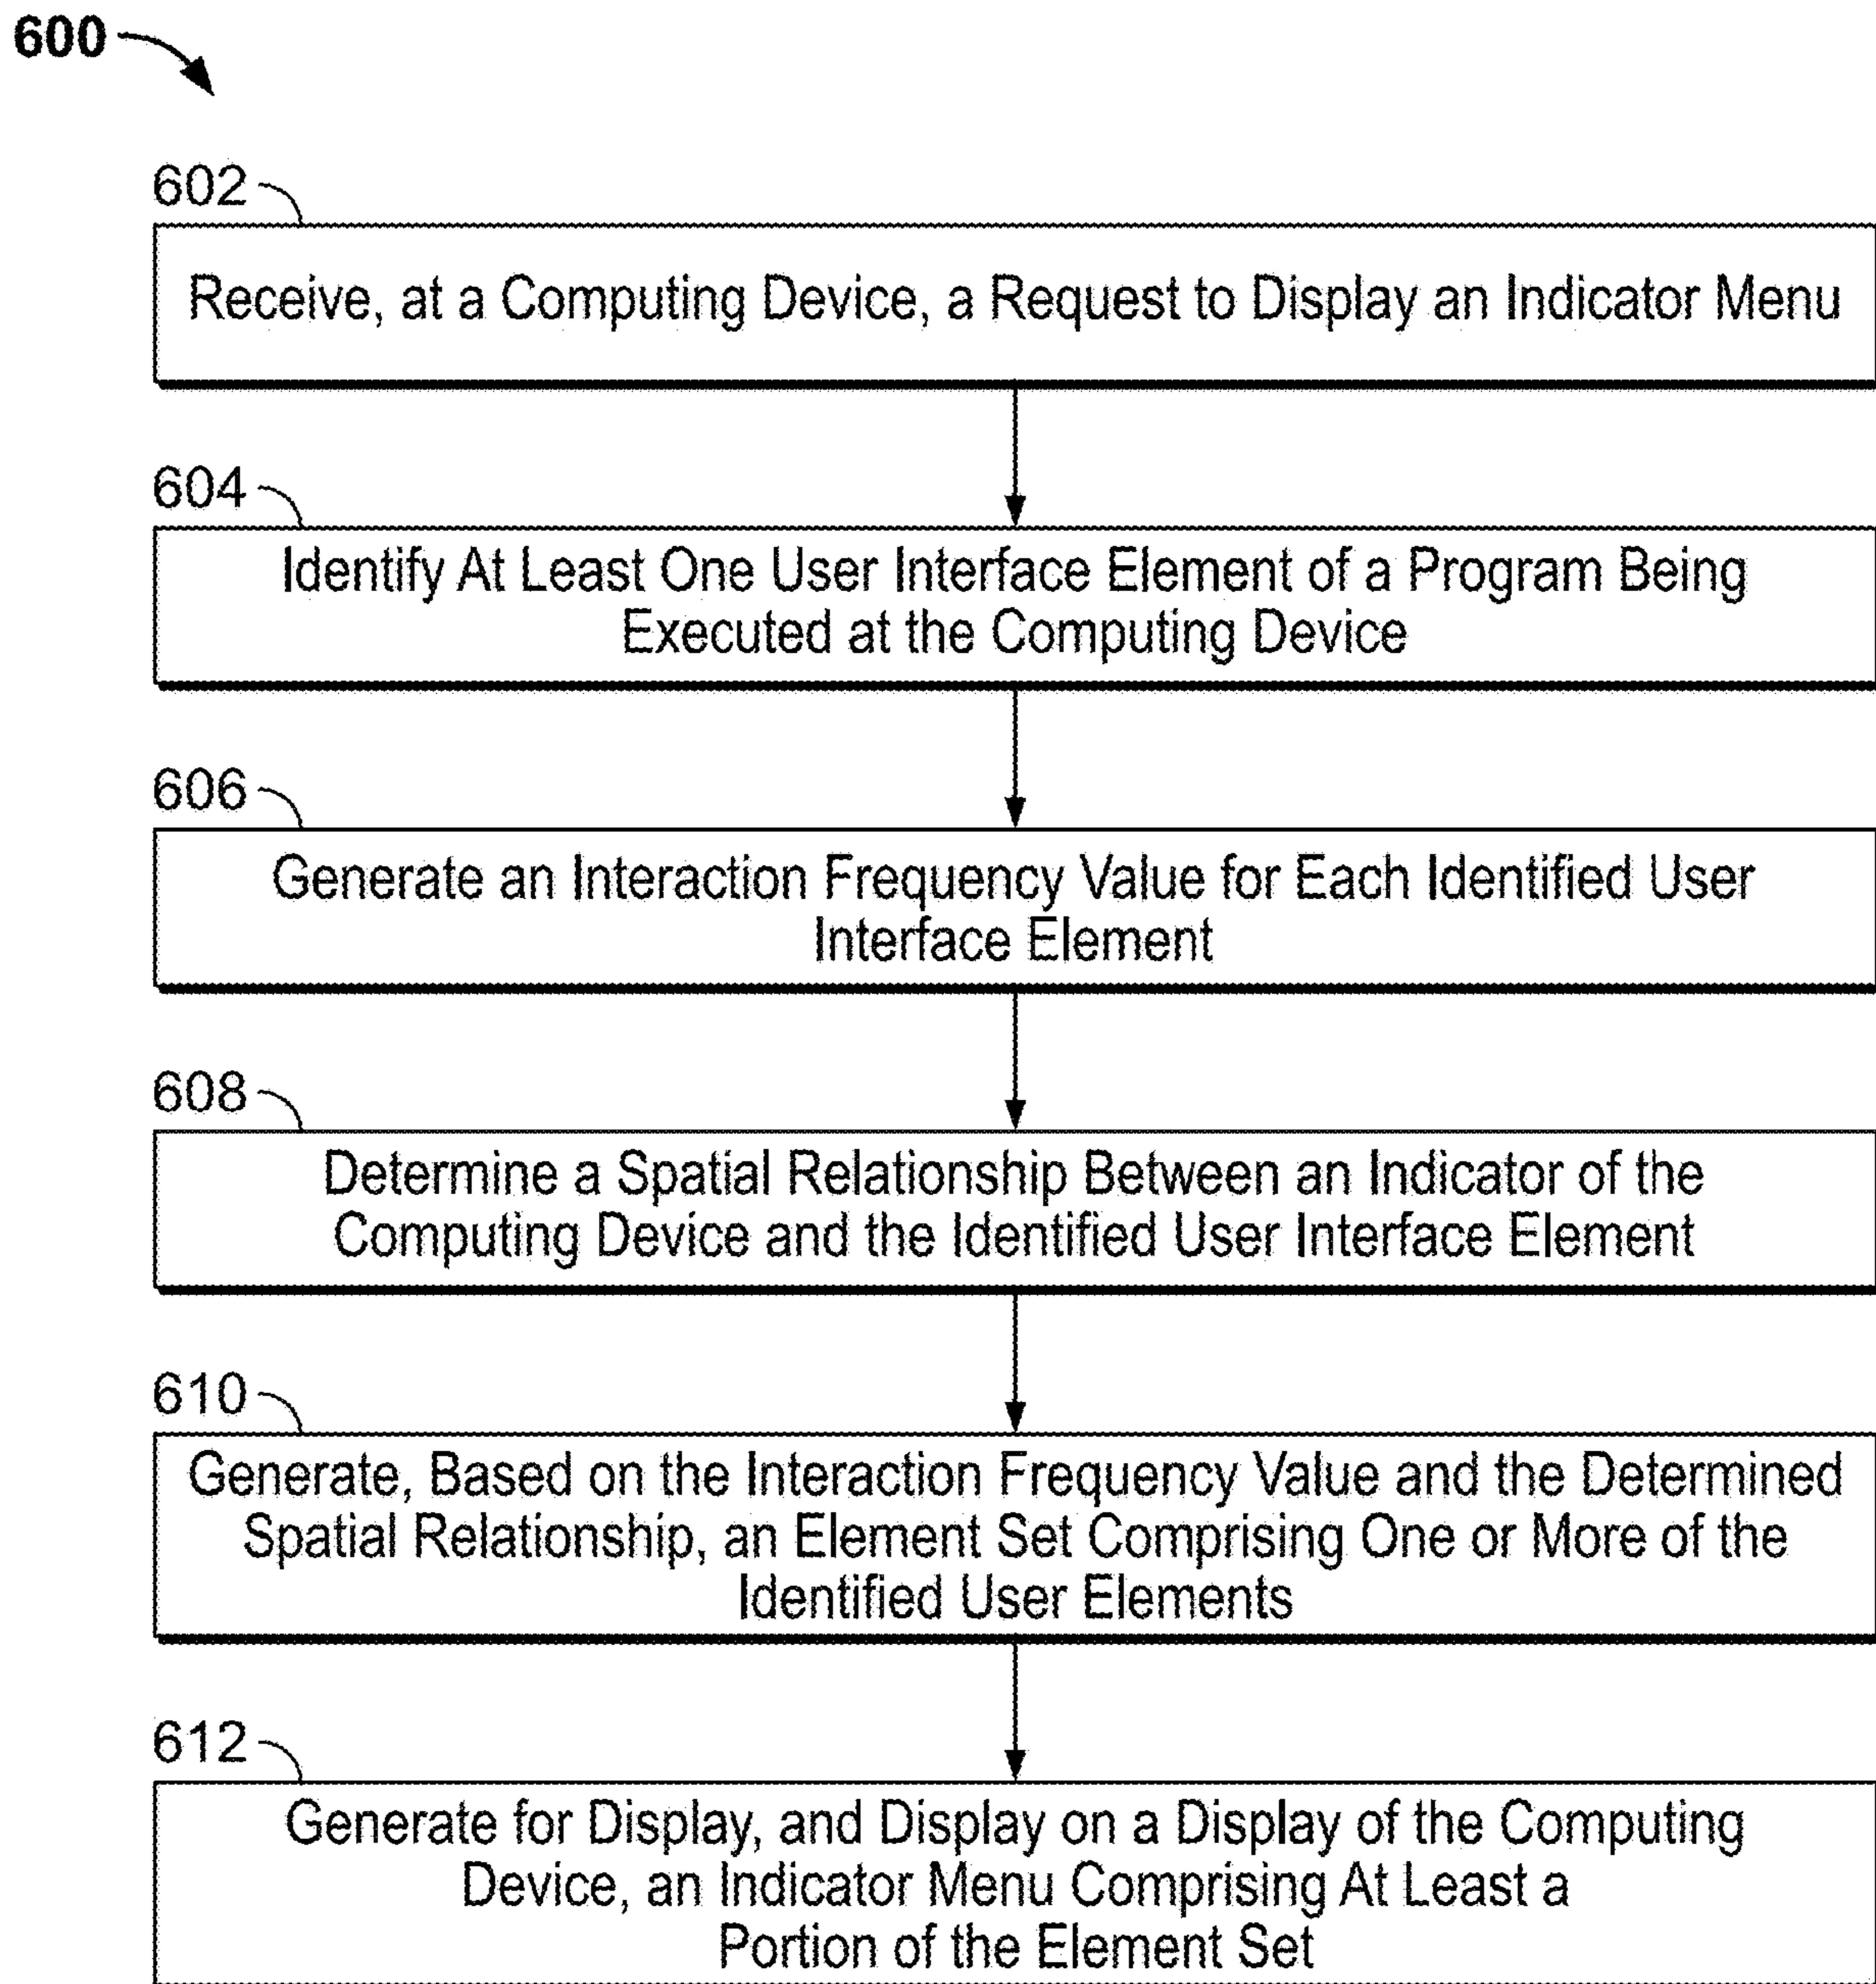 600
602
Receive, at a Computing Device, a Request to Display an Indicator Menu
604
Identify At Least One User Interface Element of a Program Being
Executed at the Computing Device
606
Generate an Interaction Frequency Value for Each Identified User
Interface Element
608
Determine a Spatial Relationship Between an Indicator of the
Computing Device and the Identified User Interface Element
610
Generate, Based on the Interaction Frequency Value and the Determined
Spatial Relationship, an Element Set Comprising One or More of the
Identified User Elements
612
Generate for Display, and Display on a Display of the Computing
Device, an Indicator Menu Comprising At Least a
Portion of the Element Set